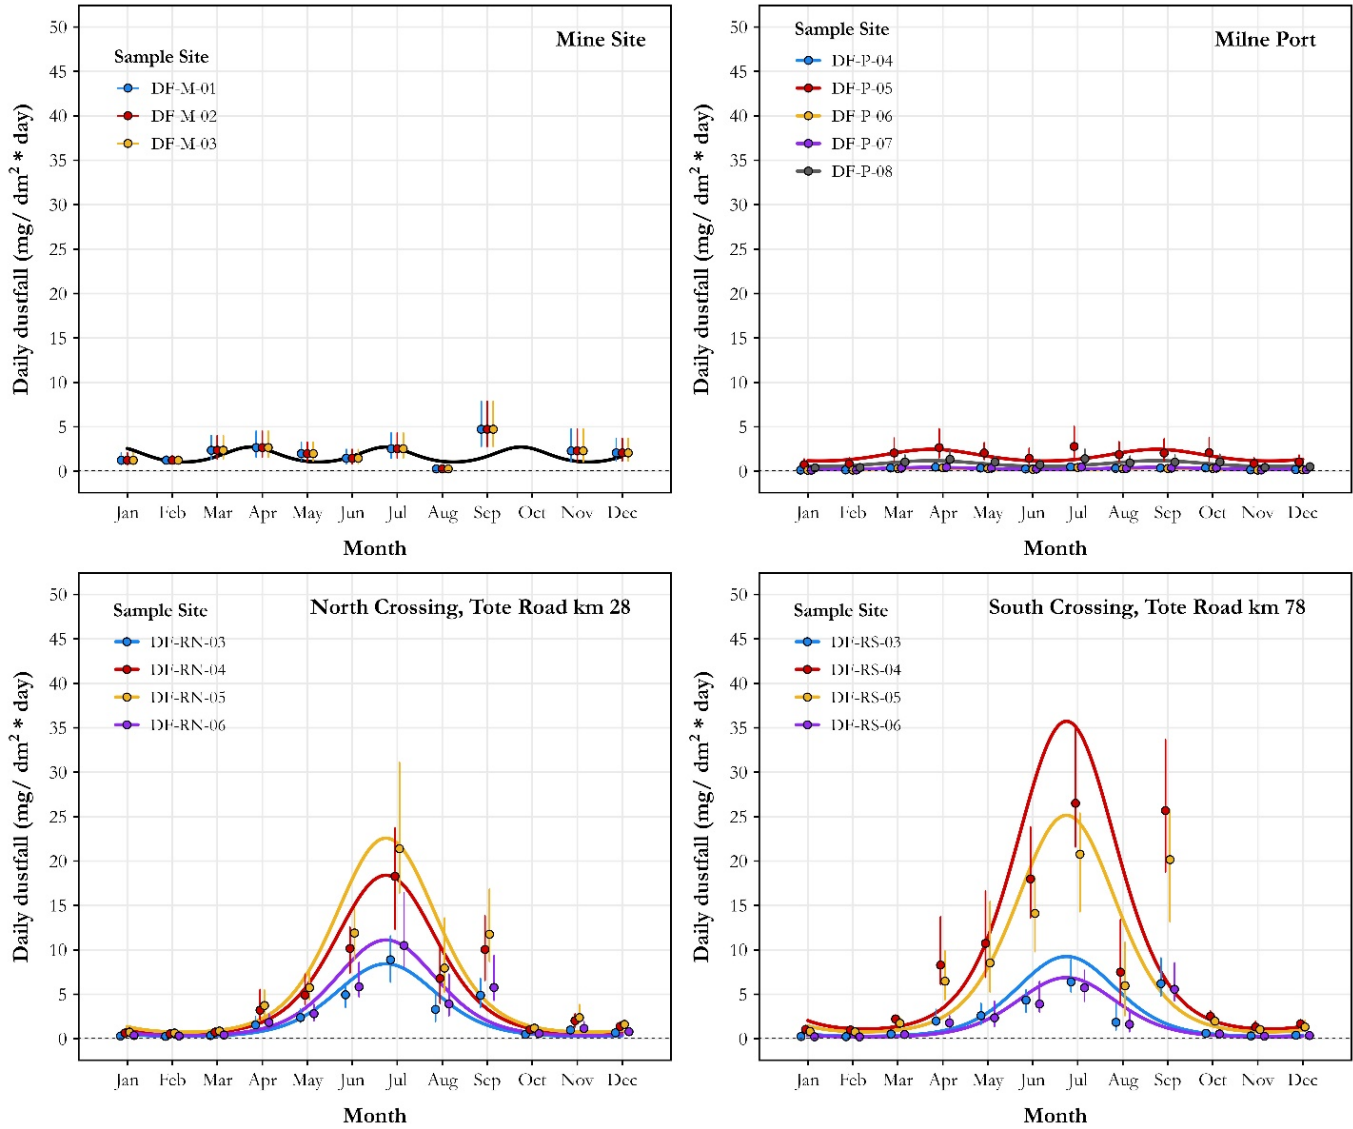 Mine Site
Sample Site
DF-M-01
DF-M-02
DF-M-03
Daily dustfall (mg/ dm² * day)
50
45
40
35
30
25
20
15
10
5
0
Jan Feb Mar Apr May Jun Jul Aug Sep Oct Nov Dec
Month
Milne Port
Sample Site
DF-P-04
DF-P-05
DF-P-06
DF-P-07
DF-P-08
Daily dustfall (mg/ dm² * day)
50
45
40
35
30
25
20
15
10
5
0
Jan Feb Mar Apr May Jun Jul Aug Sep Oct Nov Dec
Month
North Crossing, Tote Road km 28
Sample Site
DF-RN-03
DF-RN-04
DF-RN-05
DF-RN-06
Daily dustfall (mg/ dm² * day)
50
45
40
35
30
25
20
15
10
5
0
Jan Feb Mar Apr May Jun Jul Aug Sep Oct Nov Dec
Month
South Crossing, Tote Road km 78
Sample Site
DF-RS-03
DF-RS-04
DF-RS-05
DF-RS-06
Daily dustfall (mg/ dm² * day)
50
45
40
35
30
25
20
15
10
5
0
Jan Feb Mar Apr May Jun Jul Aug Sep Oct Nov Dec
Month